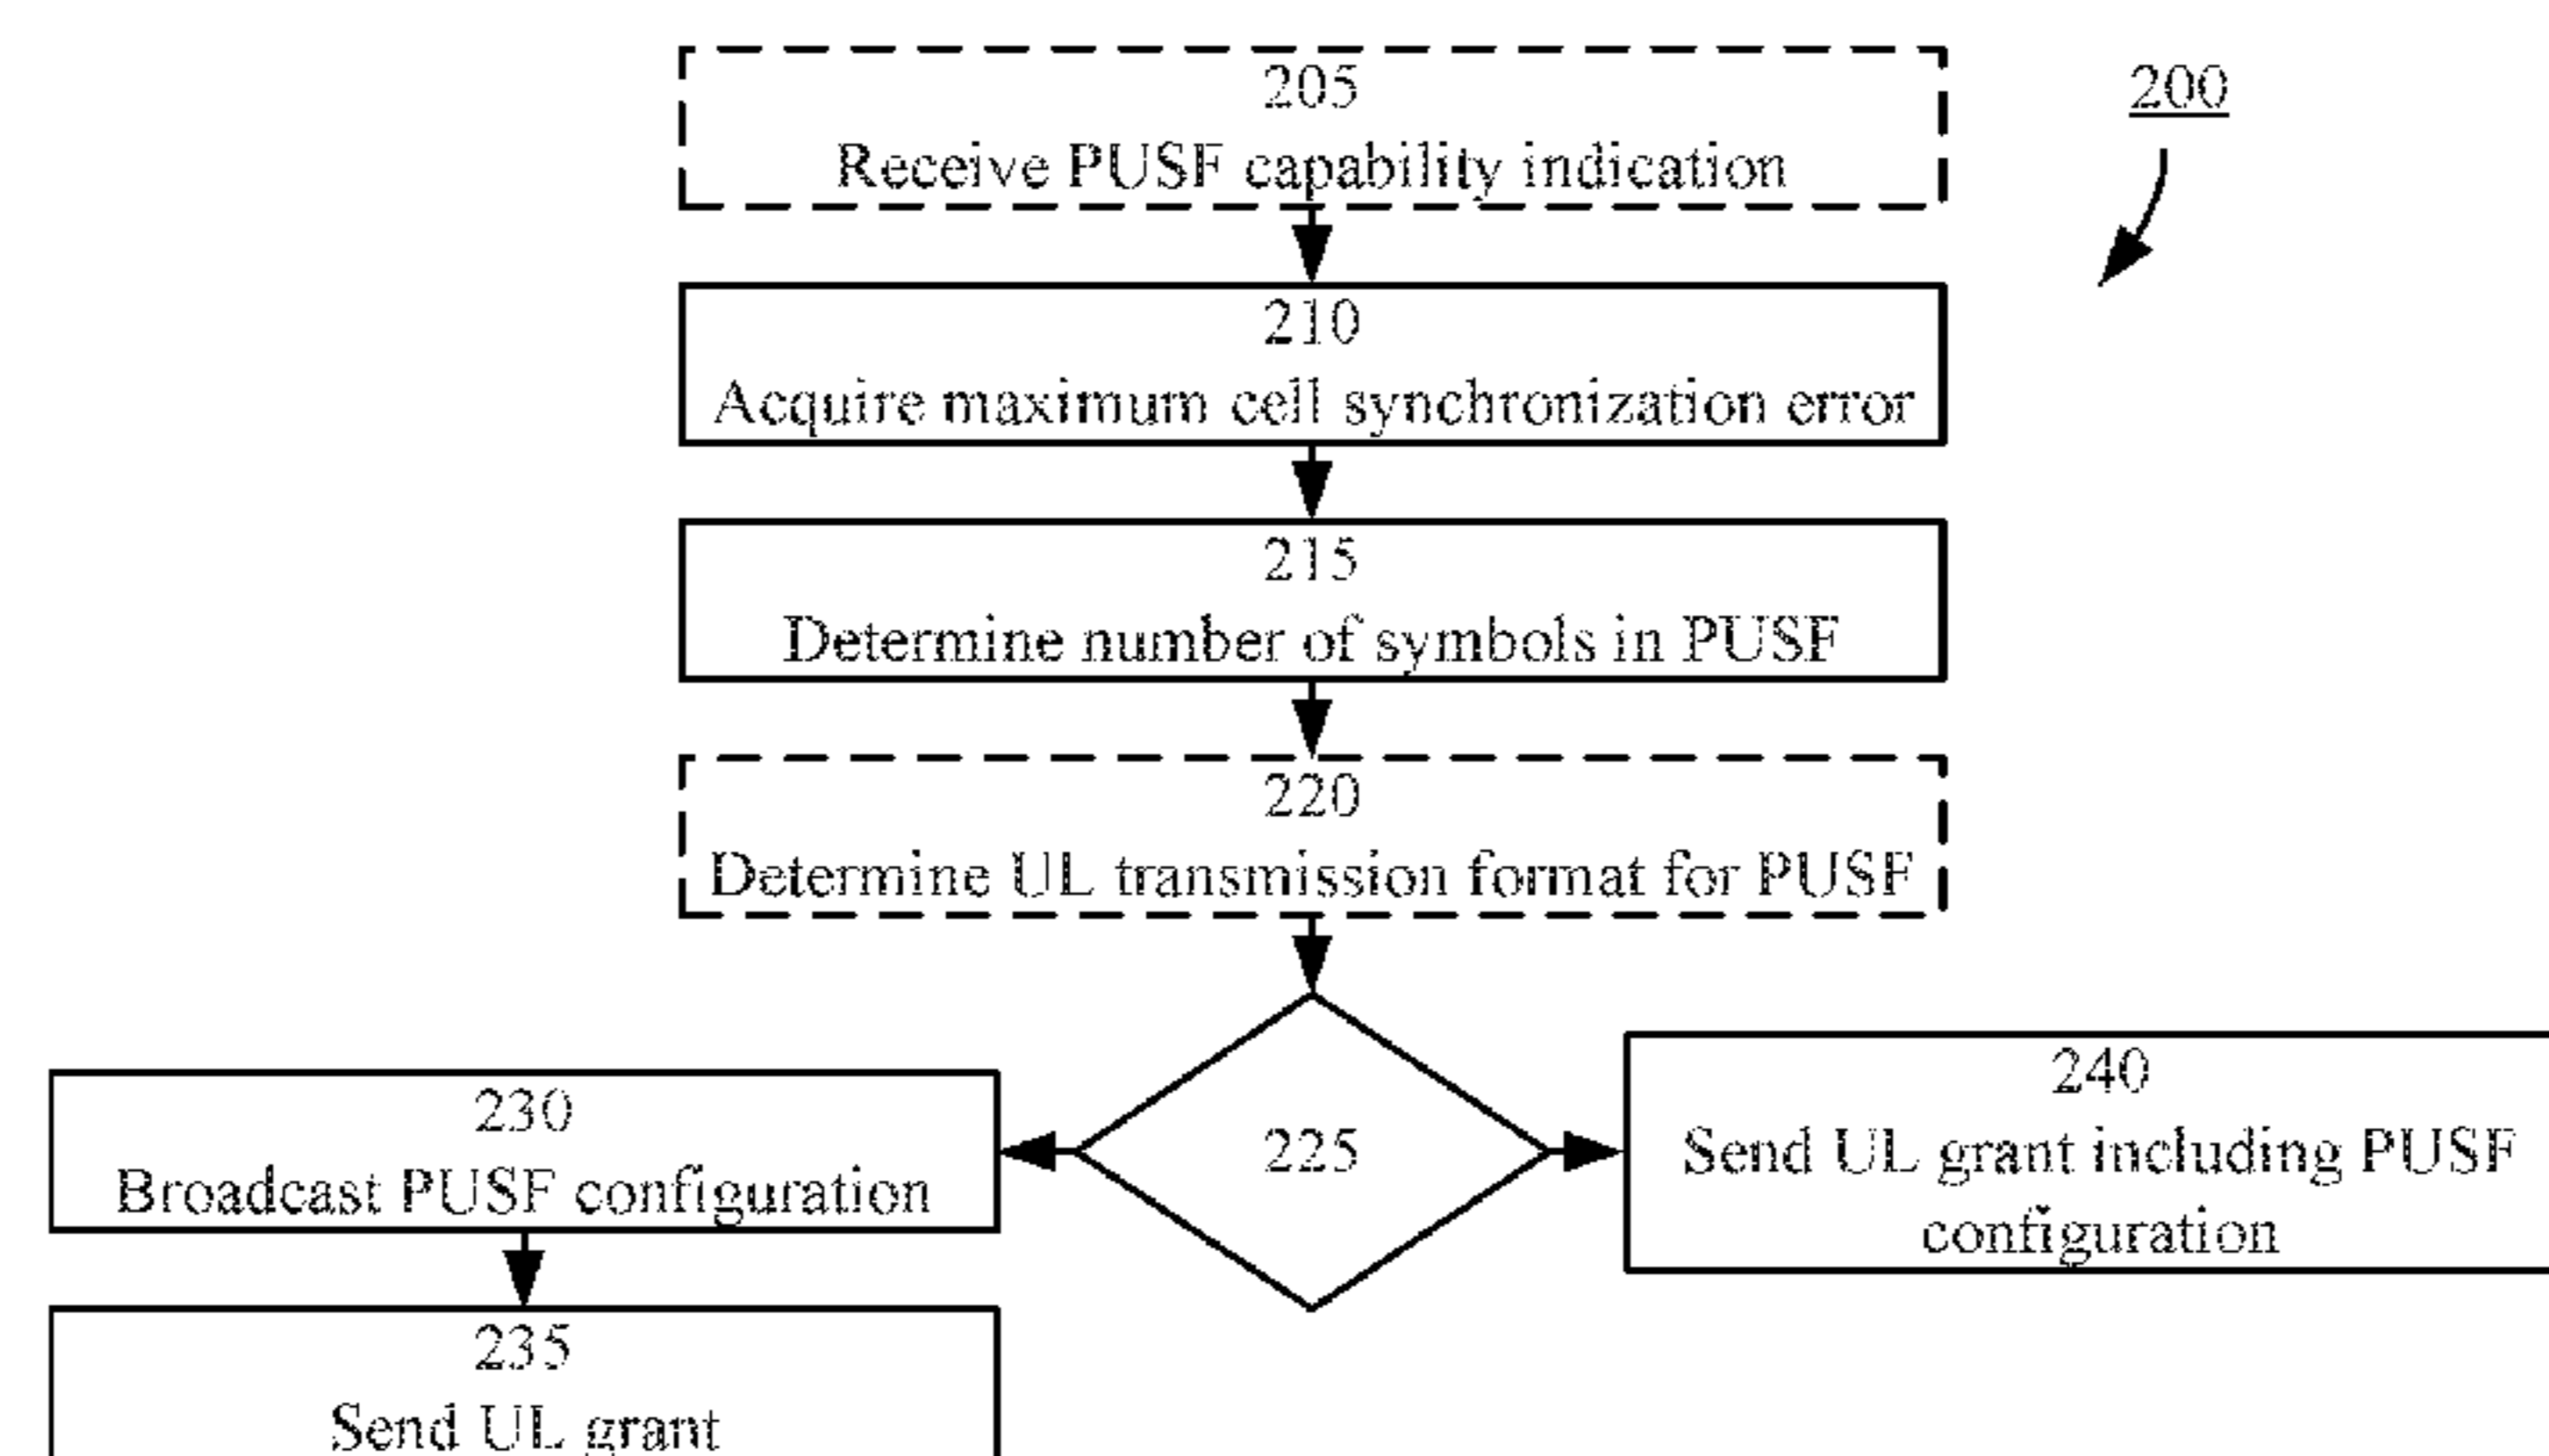 205
Receive PUSF capability indication
200
210
Acquire maximum cell synchronization error
215
Determine number of symbols in PUSF
220
Determine UL transmission format for PUSF
225
230
Broadcast PUSF configuration
240
Send UL grant including PUSF
configuration
235
Send UL grant